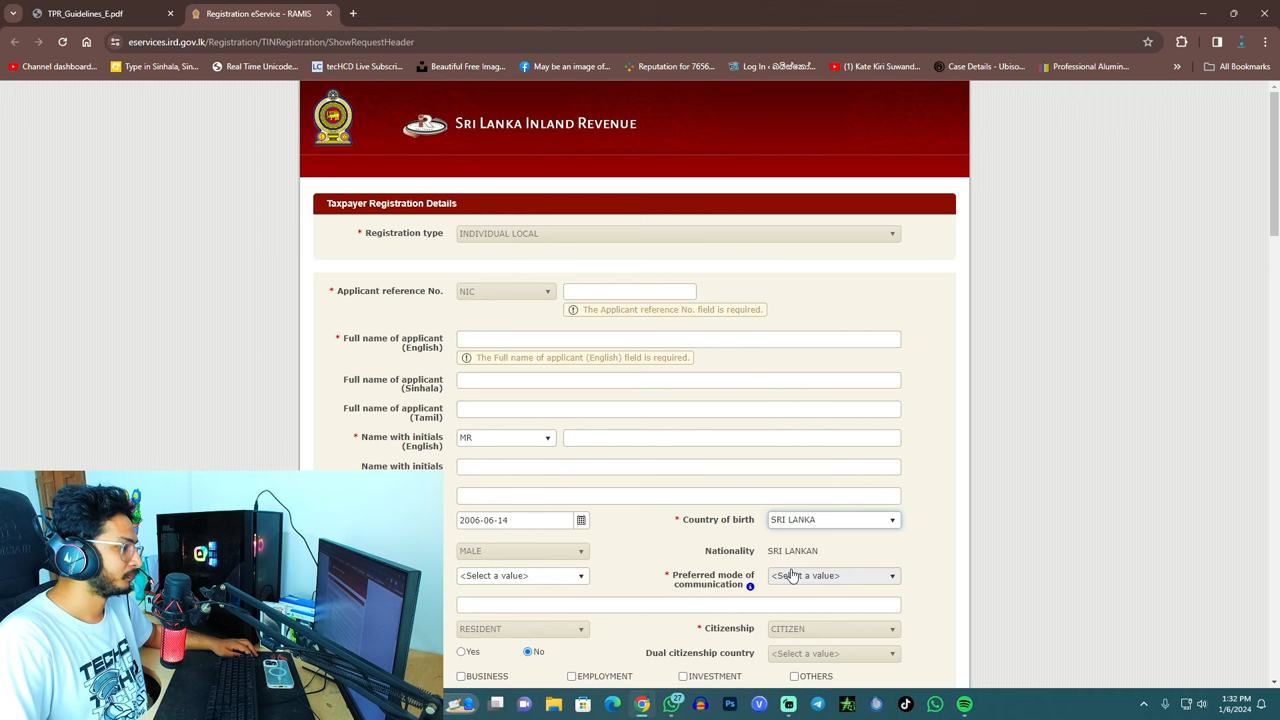 TPR_Guidelines_E.pdf
Registration eService - RAMIS
eservices.ird.gov.lk/Registration/TINRegistration/ShowRequestHeader
Channel dashboard...
Type in Sinhala, Sin...
Real Time Unicode...
LC techCD Live Subscri...
Beautiful Free Imag...
May be an image of...
Reputation for 765...
(1) Kate Kiri Suwand...
Case Details - Ubiso...
Professional Alumin...
All Bookmarks
SRI LANKA INLAND REVENUE
Taxpayer Registration Details
* Registration type
INDIVIDUAL LOCAL
* Applicant reference No.
NIC
The Applicant reference No. field is required.
* Full name of applicant
(English)
The Full name of applicant (English) field is required.
Full name of applicant
(Sinhala)
Full name of applicant
(Tamil)
* Name with initials
(English)
MR
Name with initials
2006-06-14
* Country of birth
SRI LANKA
MALE
Nationality
SRI LANKAN
<Select a value>
* Preferred mode of
communication
<Select a value>
RESIDENT
* Citizenship
CITIZEN
Yes
No
Dual citizenship country
<Select a value>
BUSINESS
EMPLOYMENT
INVESTMENT
OTHERS
1:32 PM
1/6/2024